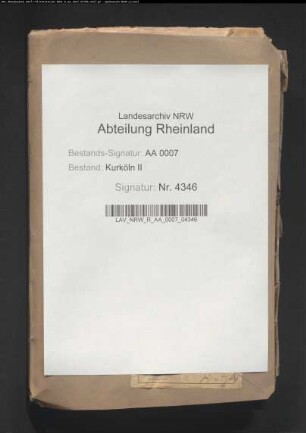 Landesarchiv NRW
Abteilung Rheinland
Bestands-Signatur: AA 0007
Bestand: Kurköln II
Signatur: Nr. 4346
LAV_NRW_R_AA_0007_04346